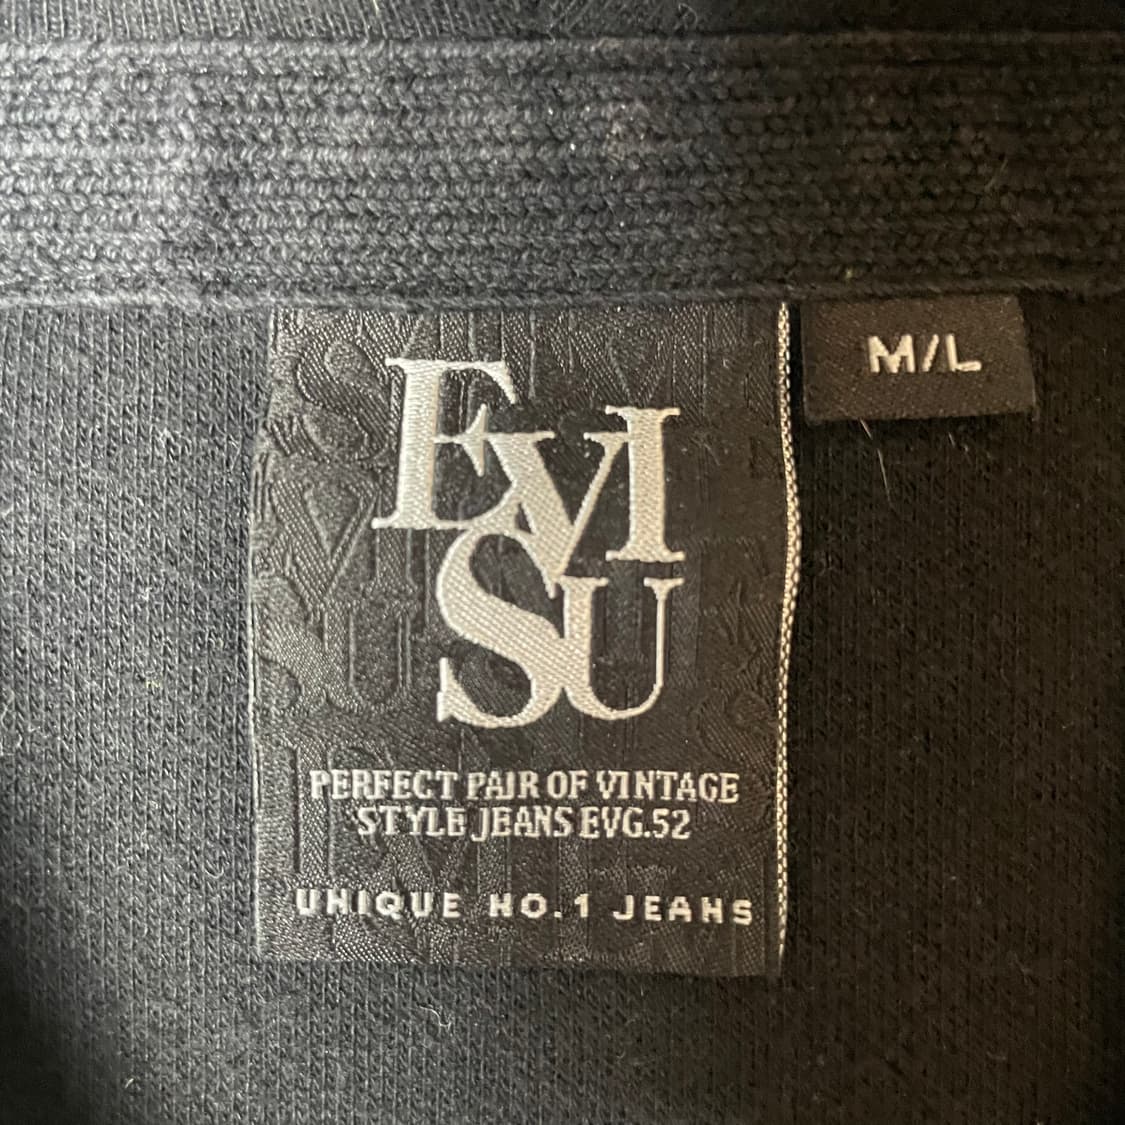 EVI
SU
M/L
PERFECT PAIR OF VINTAGE
STYLE JEANS EVG.52
UNIQUE NO.1 JEANS